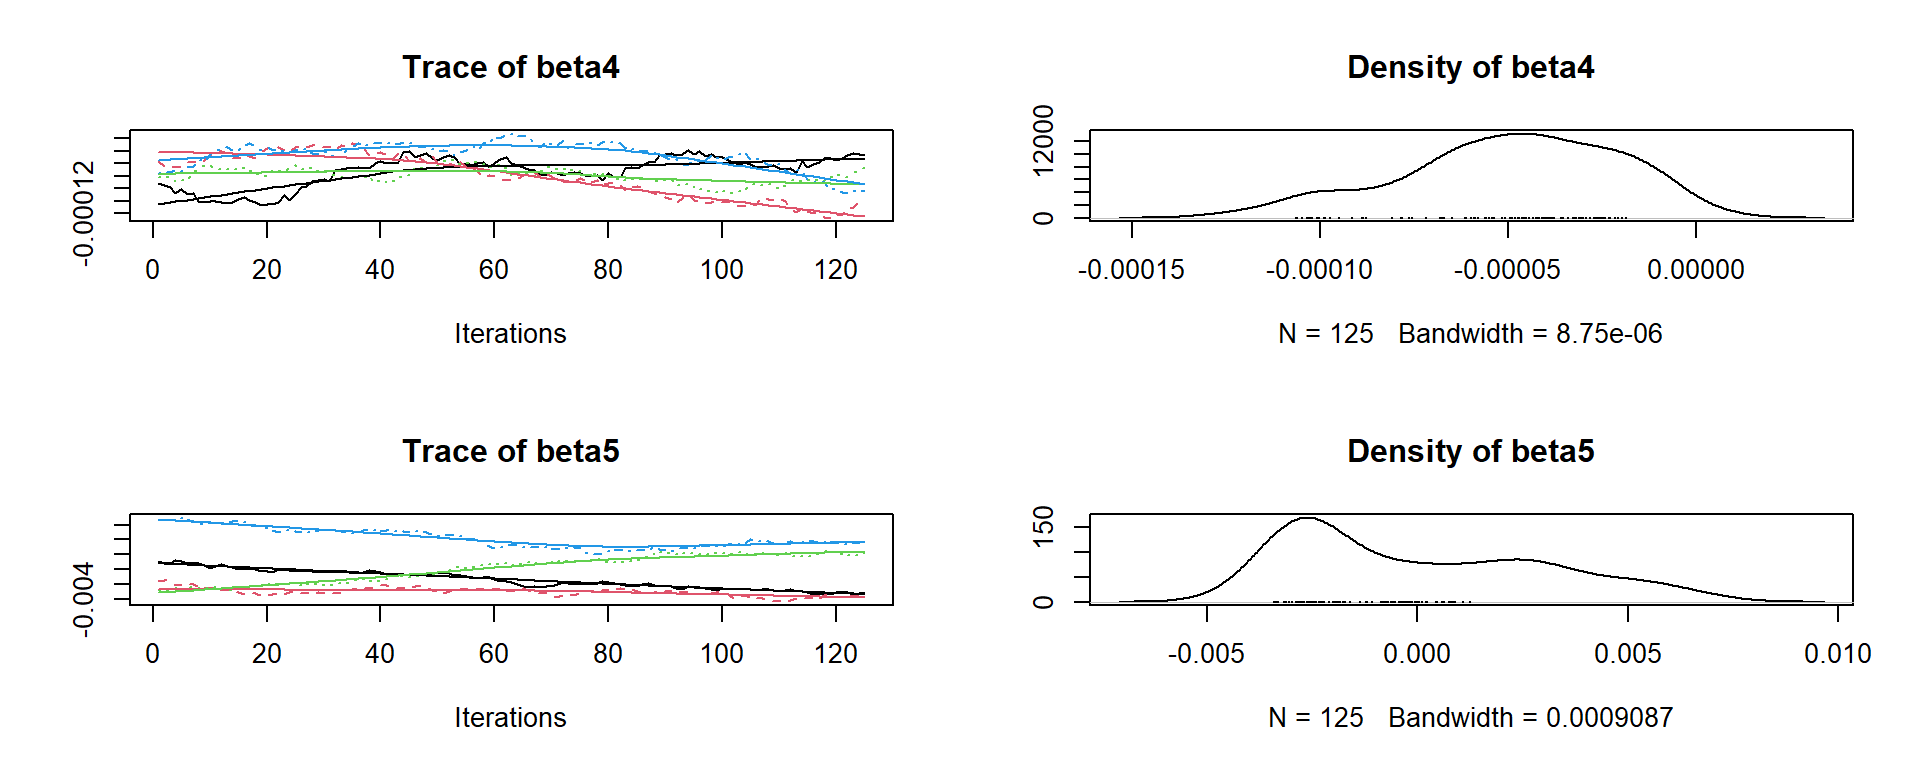 Trace of beta4
-0.00012
0 20 40 60 80 100 120
Iterations
Density of beta4
0 12000
-0.00015 -0.00010 -0.00005 0.00000
N = 125 Bandwidth = 8.75e-06
Trace of beta5
-0.004
0 20 40 60 80 100 120
Iterations
Density of beta5
0 150
-0.005 0.000 0.005 0.010
N = 125 Bandwidth = 0.0009087